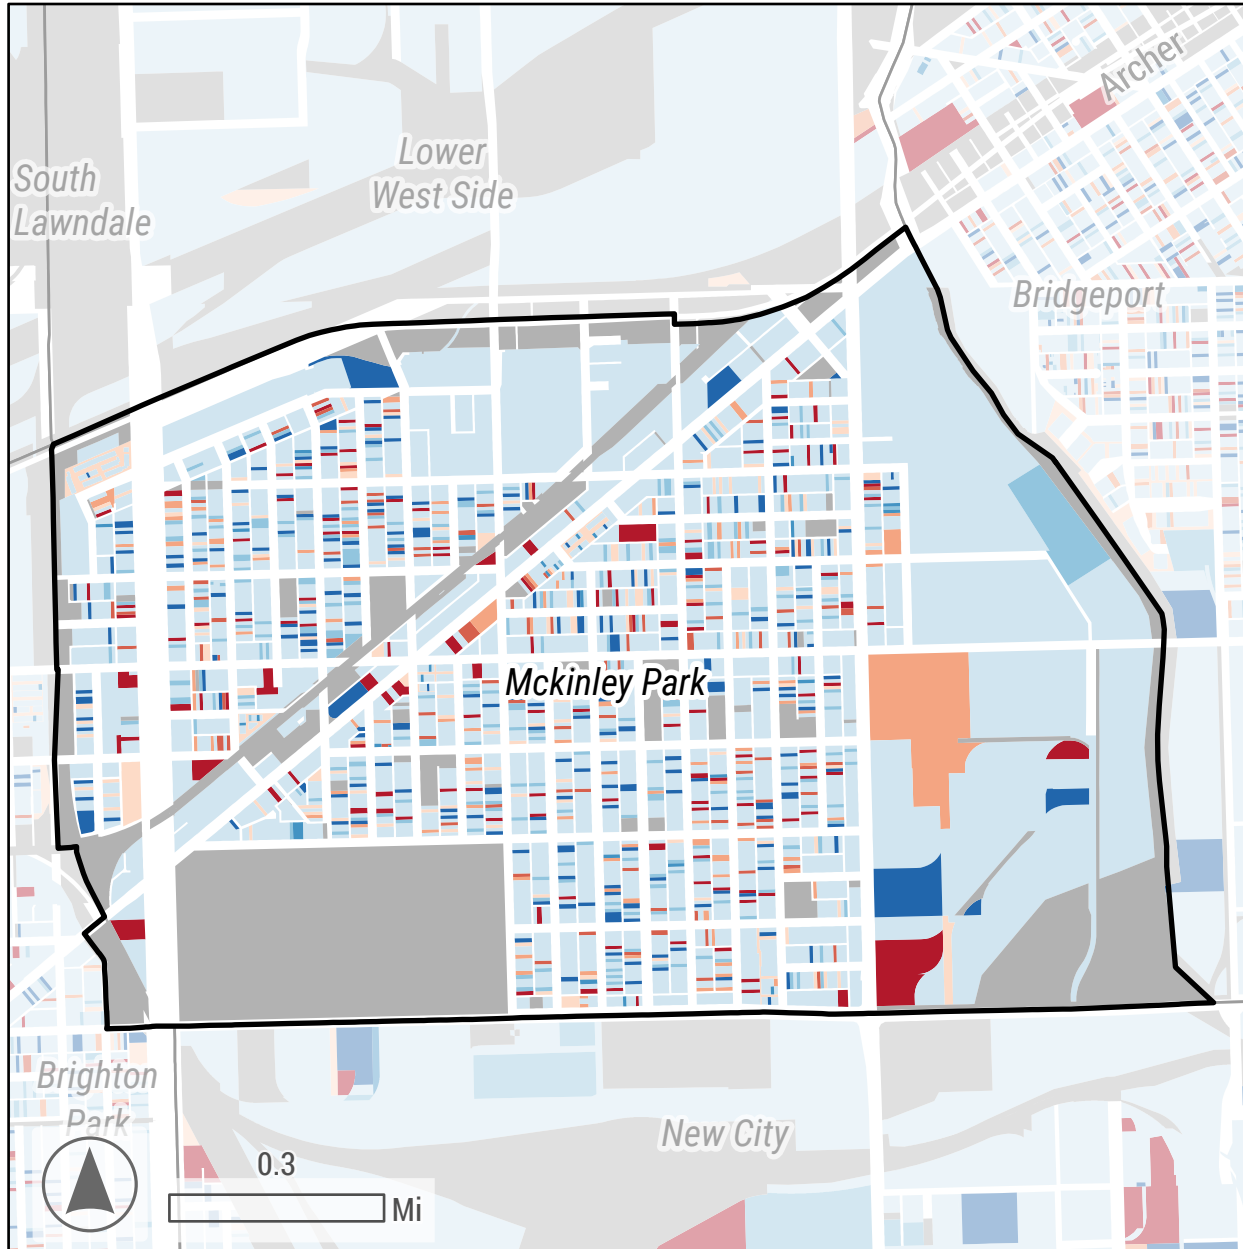 Archer
Lower
West Side
South
Lawndale
Bridgeport
Mckinley Park
Brighton
Park
New City
0.3
Mi